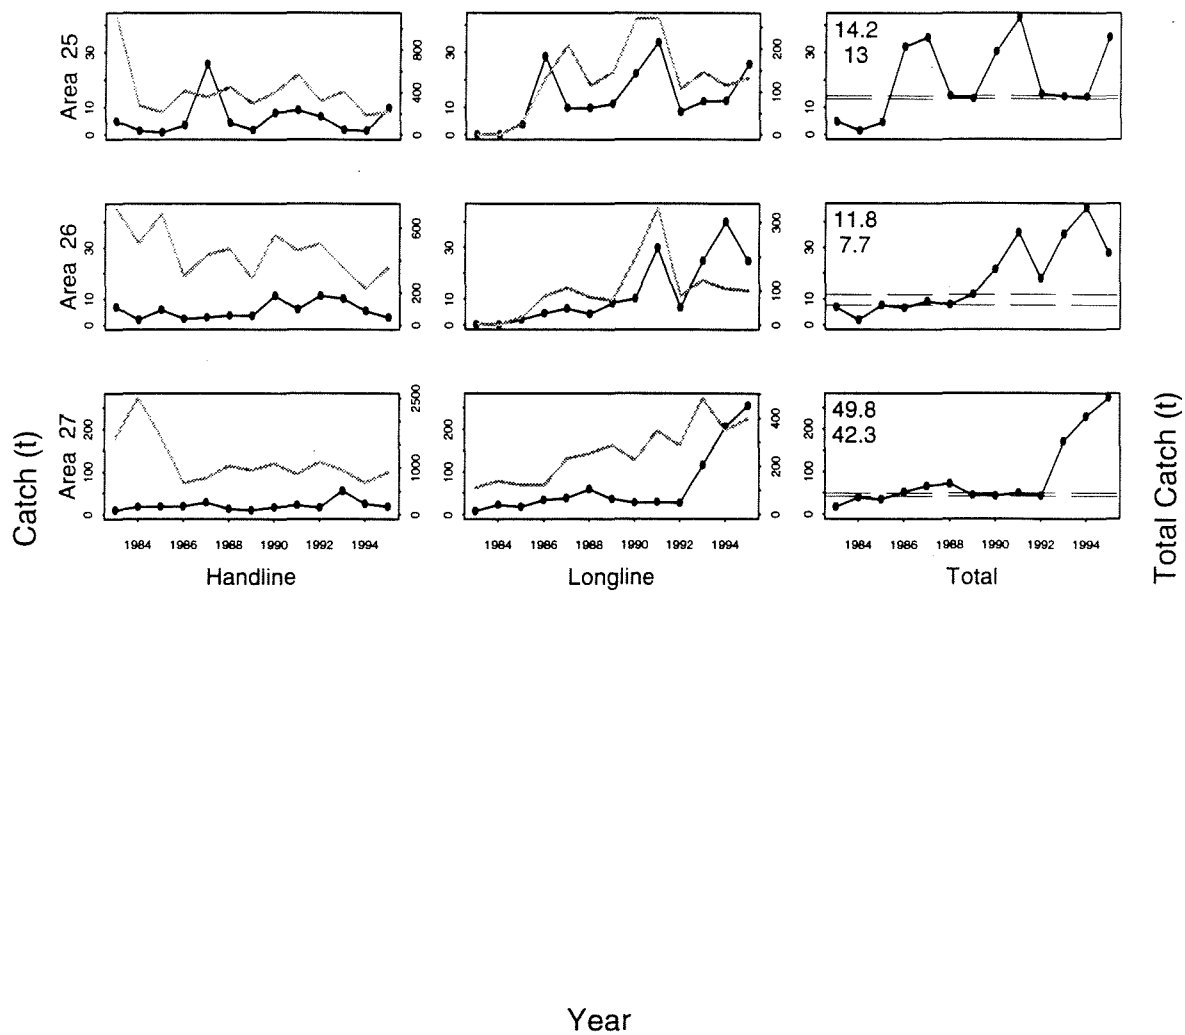 Area 25
0 10 30
0 400 800
0 10 30
0 100 200
14.2
13
0 10 30
Area 26
0 10 30
0 200 600
0 10 30
0 100 300
11.8
7.7
0 10 30
Area 27
0 100 200
0 1000 2500
0 100 200
0 200 400
49.8
42.3
0 100 200
1984 1986 1988 1990 1992 1994
1984 1986 1988 1990 1992 1994
1984 1986 1988 1990 1992 1994
Handline
Longline
Total
Catch (t)
Total Catch (t)
Year